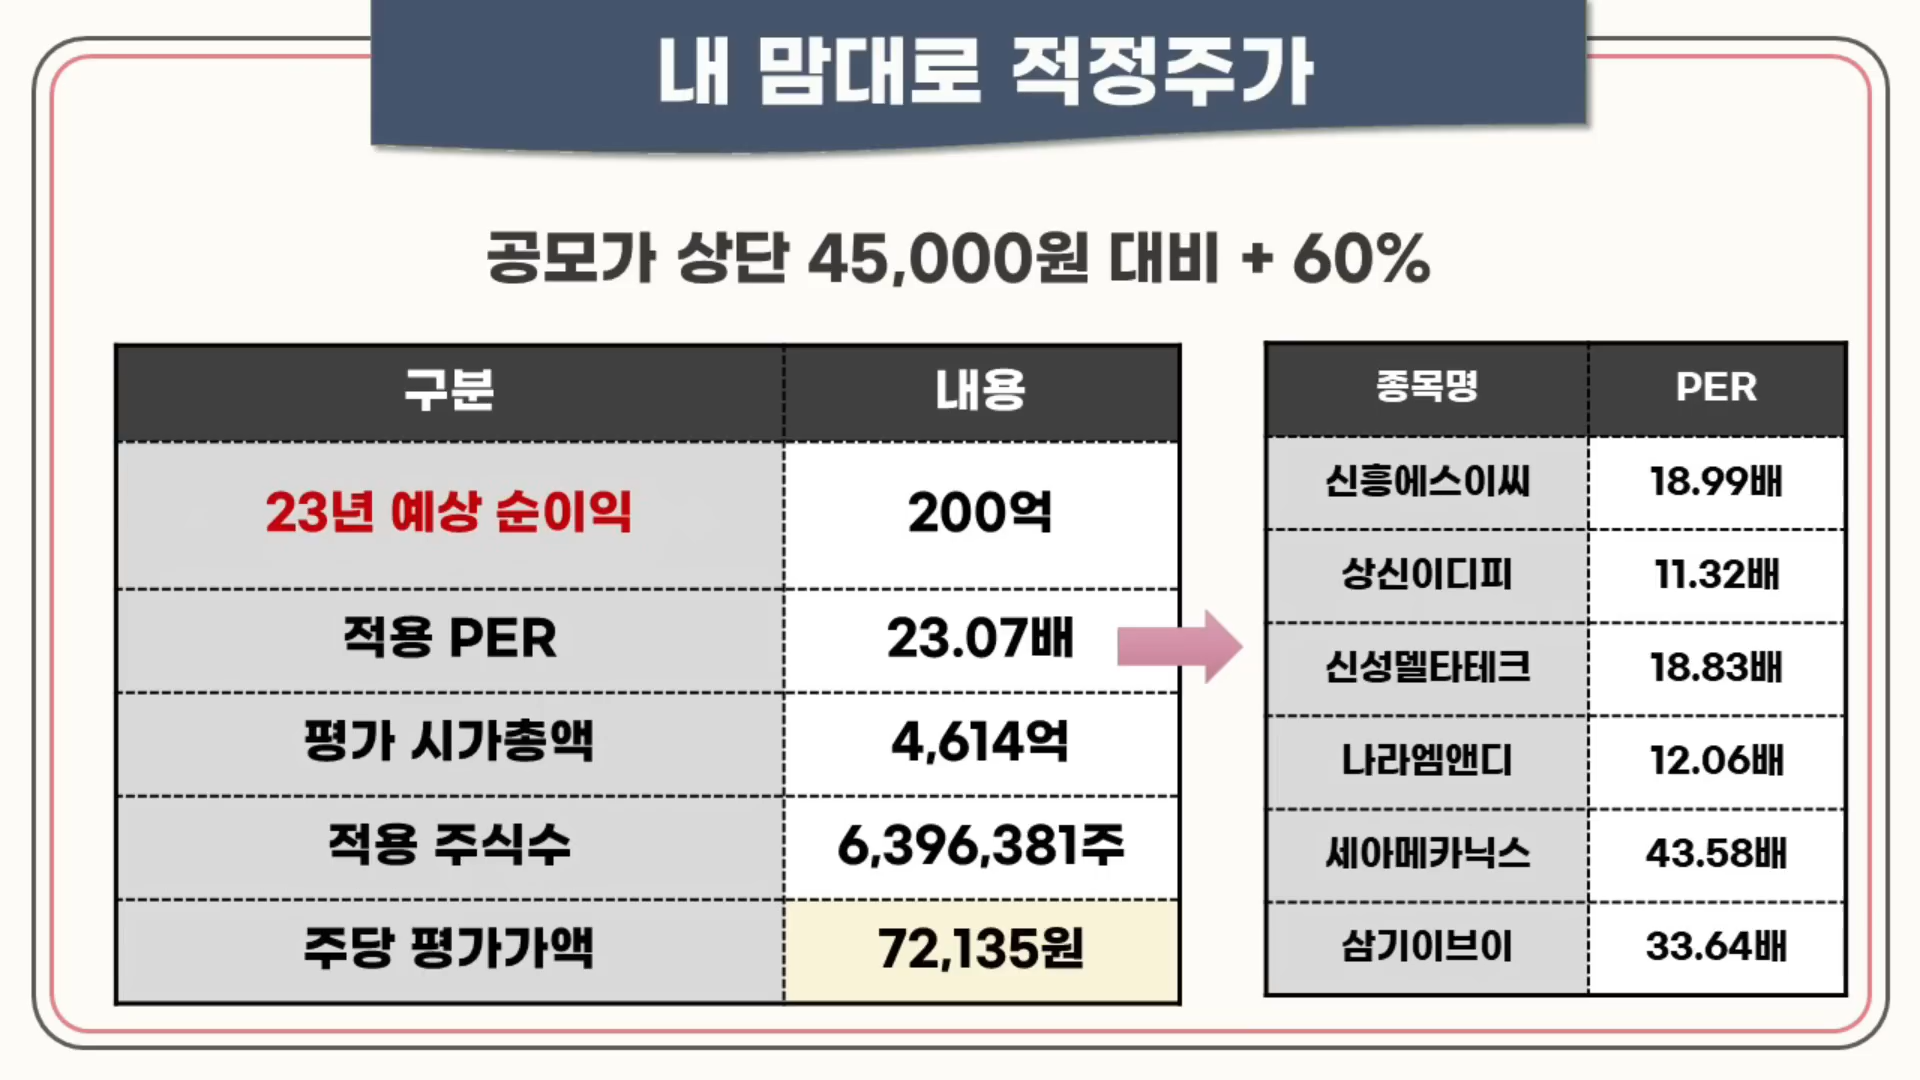 내 맘대로 적정주가
공모가 상단 45,000원 대비 + 60%
구분 내용
23년 예상 순이익 200억
적용 PER 23.07배
평가 시가총액 4,614억
적용 주식수 6,396,381주
주당 평가가액 72,135원
종목명 PER
신흥에스이씨 18.99배
상신이디피 11.32배
신성델타테크 18.83배
나라엠앤디 12.06배
세아메카닉스 43.58배
삼기이브이 33.64배